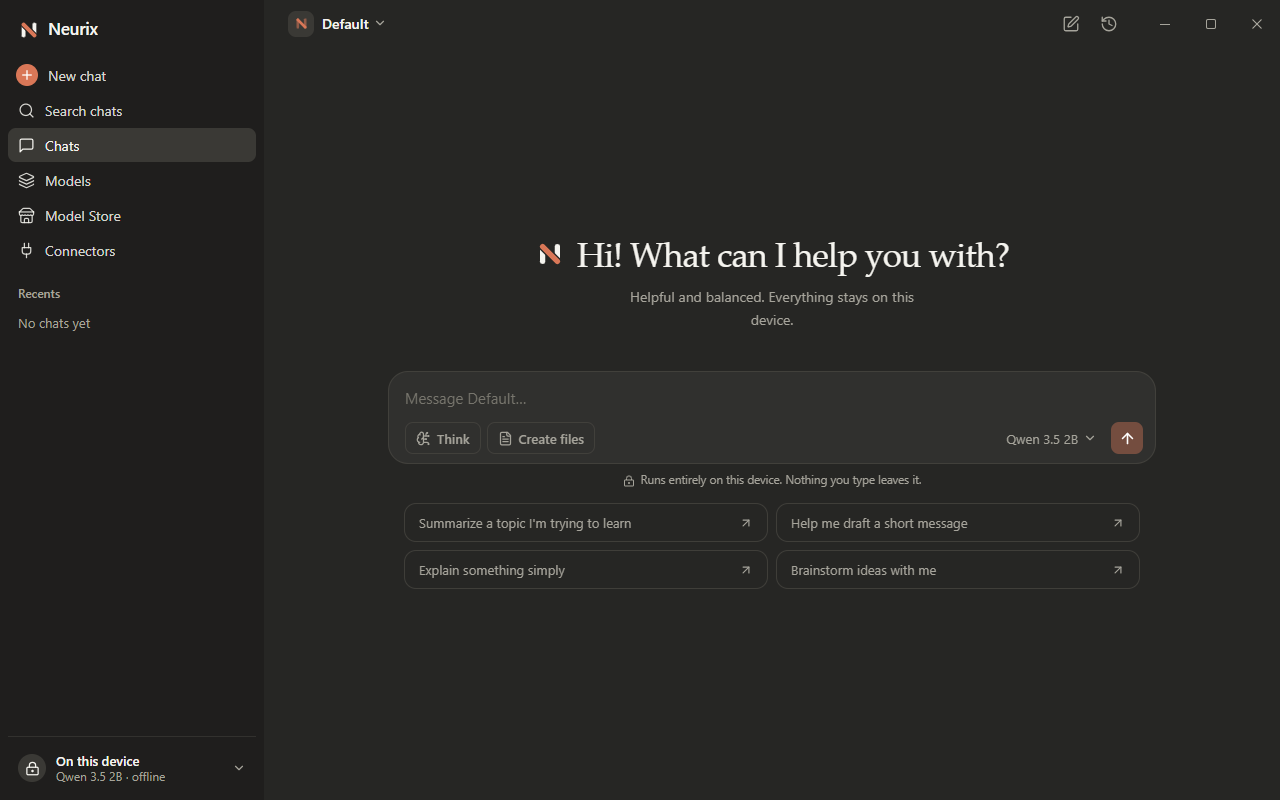 Neurix
New chat
Search chats
Chats
Models
Model Store
Connectors
Recents
No chats yet
On this device
Qwen 3.5 2B · offline
Default
Hi! What can I help you with?
Helpful and balanced. Everything stays on this
device.
Message Default...
Think
Create files
Qwen 3.5 2B
Runs entirely on this device. Nothing you type leaves it.
Summarize a topic I'm trying to learn
Help me draft a short message
Explain something simply
Brainstorm ideas with me